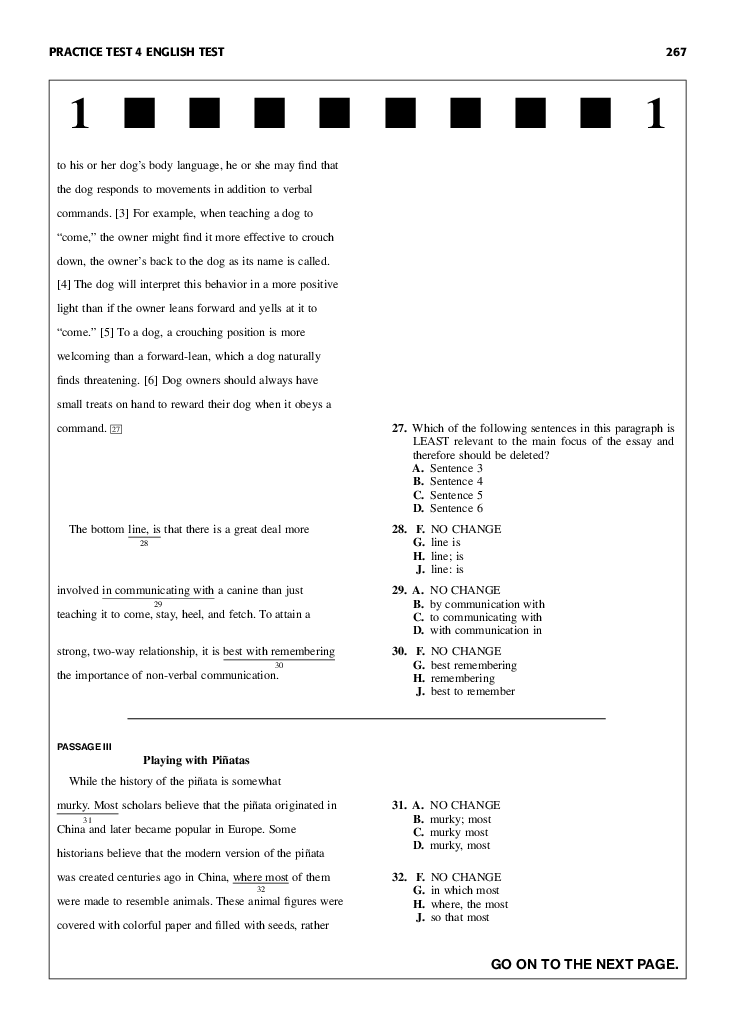 PRACTICE TEST 4 ENGLISH TEST 267
1 1
to his or her dog’s body language, he or she may find that
the dog responds to movements in addition to verbal
commands. [3] For example, when teaching a dog to
“come,” the owner might find it more effective to crouch
down, the owner’s back to the dog as its name is called.
[4] The dog will interpret this behavior in a more positive
light than if the owner leans forward and yells at it to
“come.” [5] To a dog, a crouching position is more
welcoming than a forward-lean, which a dog naturally
finds threatening. [6] Dog owners should always have
small treats on hand to reward their dog when it obeys a
command. 27
27. Which of the following sentences in this paragraph is
LEAST relevant to the main focus of the essay and
therefore should be deleted?
A. Sentence 3
B. Sentence 4
C. Sentence 5
D. Sentence 6
The bottom line, is that there is a great deal more
28
28. F. NO CHANGE
G. line is
H. line; is
J. line: is
involved in communicating with a canine than just
29
teaching it to come, stay, heel, and fetch. To attain a
29. A. NO CHANGE
B. by communication with
C. to communicating with
D. with communication in
strong, two-way relationship, it is best with remembering
30
the importance of non-verbal communication.
30. F. NO CHANGE
G. best remembering
H. remembering
J. best to remember
PASSAGE III
Playing with Piñatas
While the history of the piñata is somewhat
murky. Most scholars believe that the piñata originated in
31
China and later became popular in Europe. Some
historians believe that the modern version of the piñata
31. A. NO CHANGE
B. murky; most
C. murky most
D. murky, most
was created centuries ago in China, where most of them
32
were made to resemble animals. These animal figures were
covered with colorful paper and filled with seeds, rather
32. F. NO CHANGE
G. in which most
H. where, the most
J. so that most
GO ON TO THE NEXT PAGE.